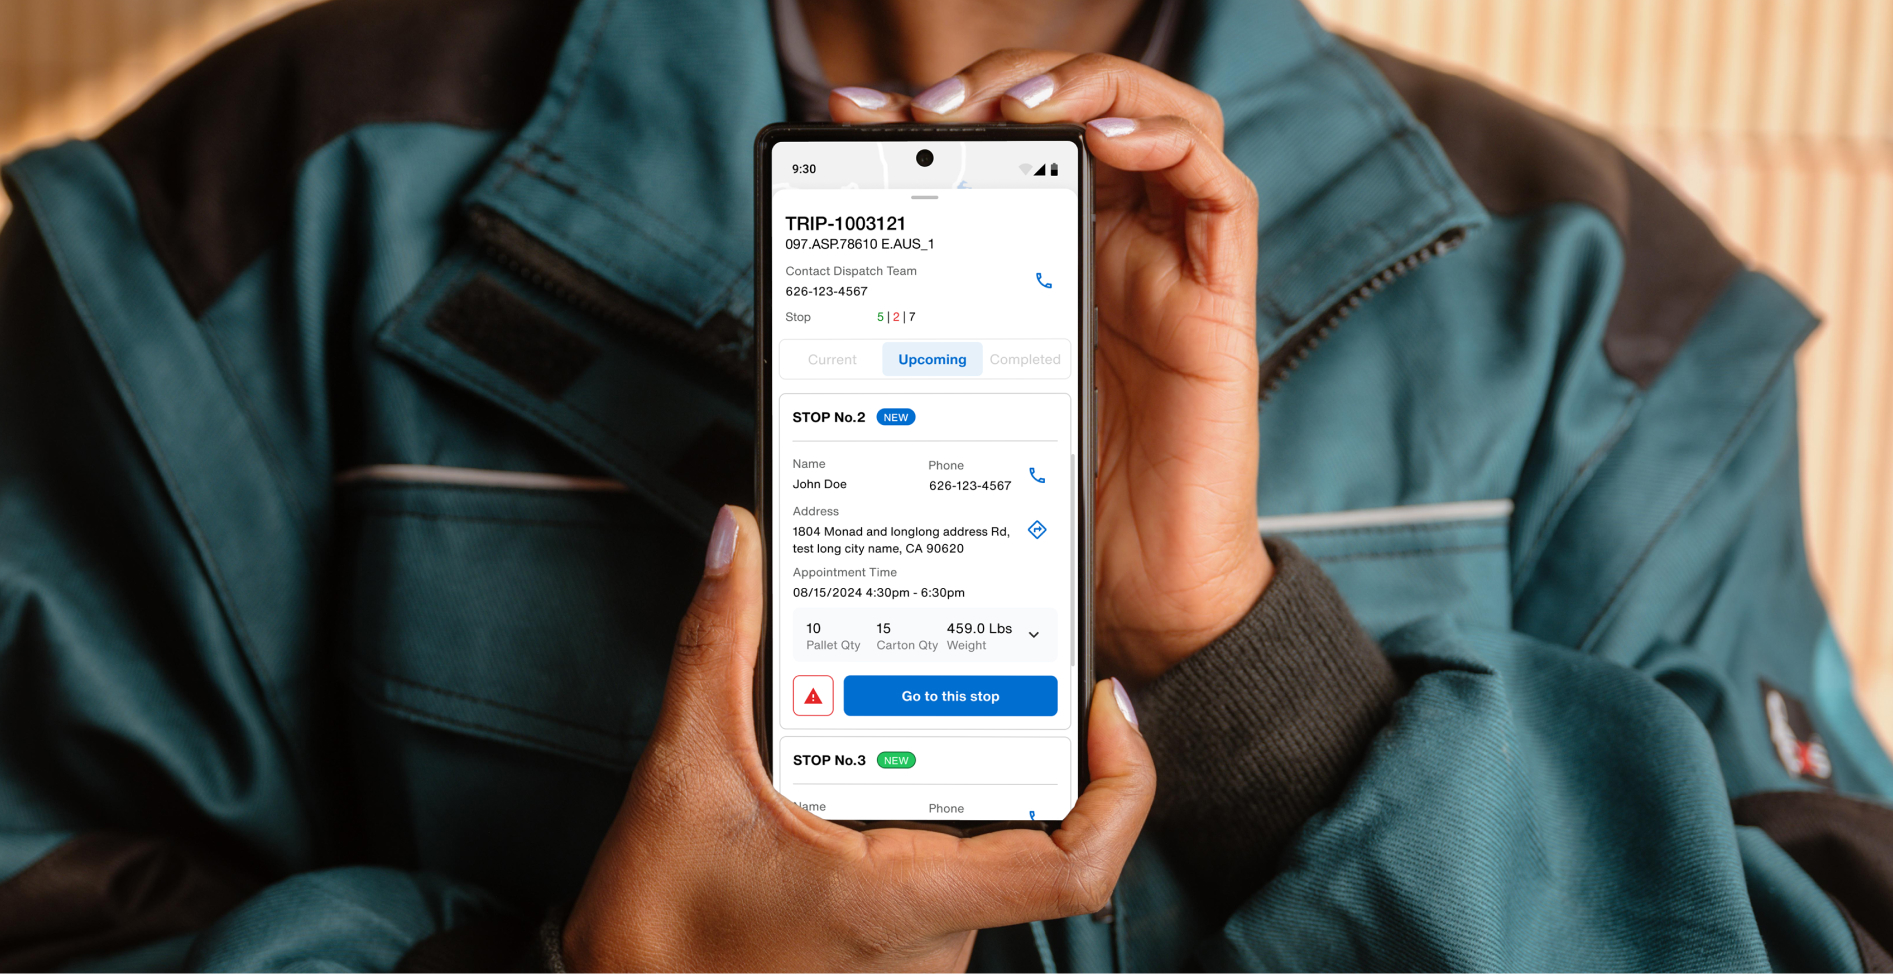 9:30
TRIP-1003121
097.ASP.78610 E.AUS_1
Contact Dispatch Team
626-123-4567
Stop 5 | 2 | 7
Current Upcoming Completed
STOP No.2 NEW
Name Phone
John Doe 626-123-4567
Address
1804 Monad and longlong address Rd,
test long city name, CA 90620
Appointment Time
08/15/2024 4:30pm - 6:30pm
10 15 459.0 Lbs
Pallet Qty Carton Qty Weight
Go to this stop
STOP No.3 NEW
Name Phone